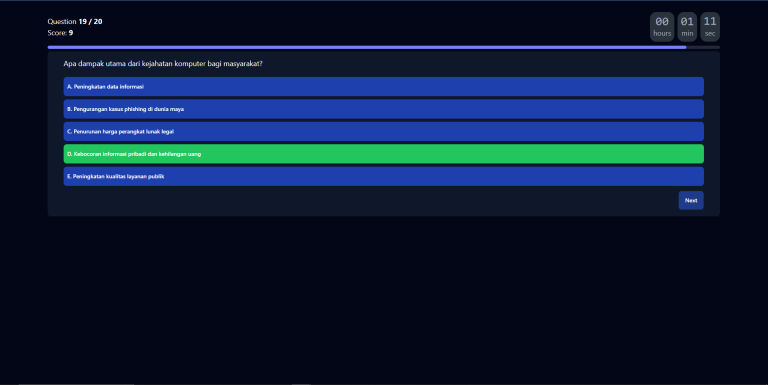 Question 19 / 20
Score: 9
00 01 11
hours min sec
Apa dampak utama dari kejahatan komputer bagi masyarakat?
A. Peningkatan data informasi
B. Pengurangan kasus phishing di dunia maya
C. Penurunan harga perangkat lunak legal
D. Kebocoran informasi pribadi dan kehilangan uang
E. Peningkatan kualitas layanan publik
Next